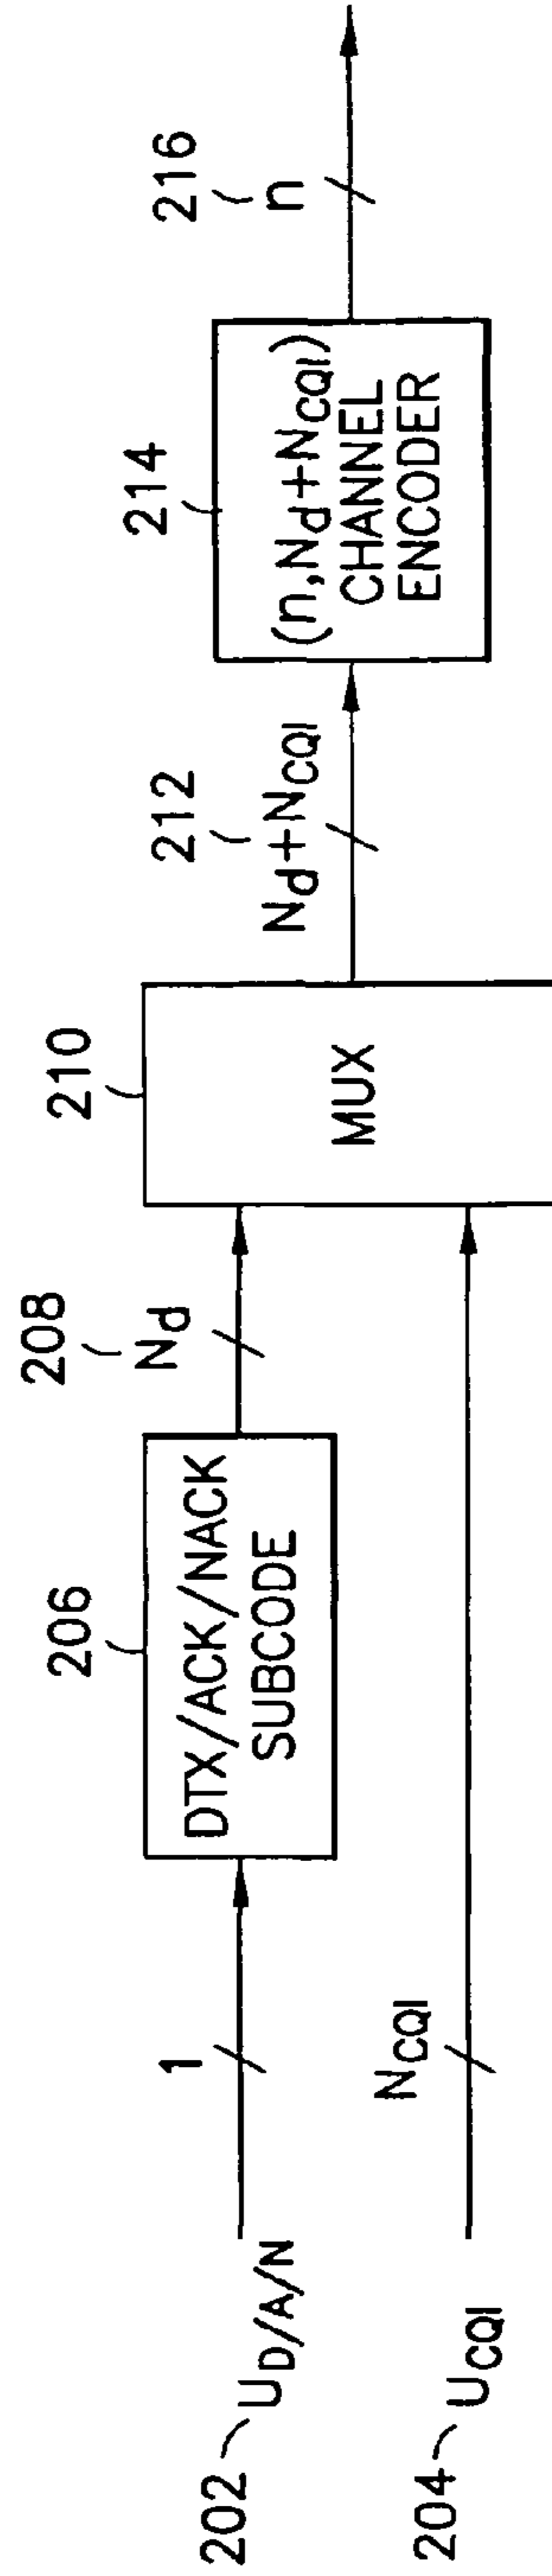 202
U_D/A/N
1
206
DTX/ACK/NACK
SUBCODE
208
N_d
204
U_CQI
N_CQI
210
MUX
212
N_d+N_CQI
214
(n,N_d+N_CQI)
CHANNEL
ENCODER
216
n